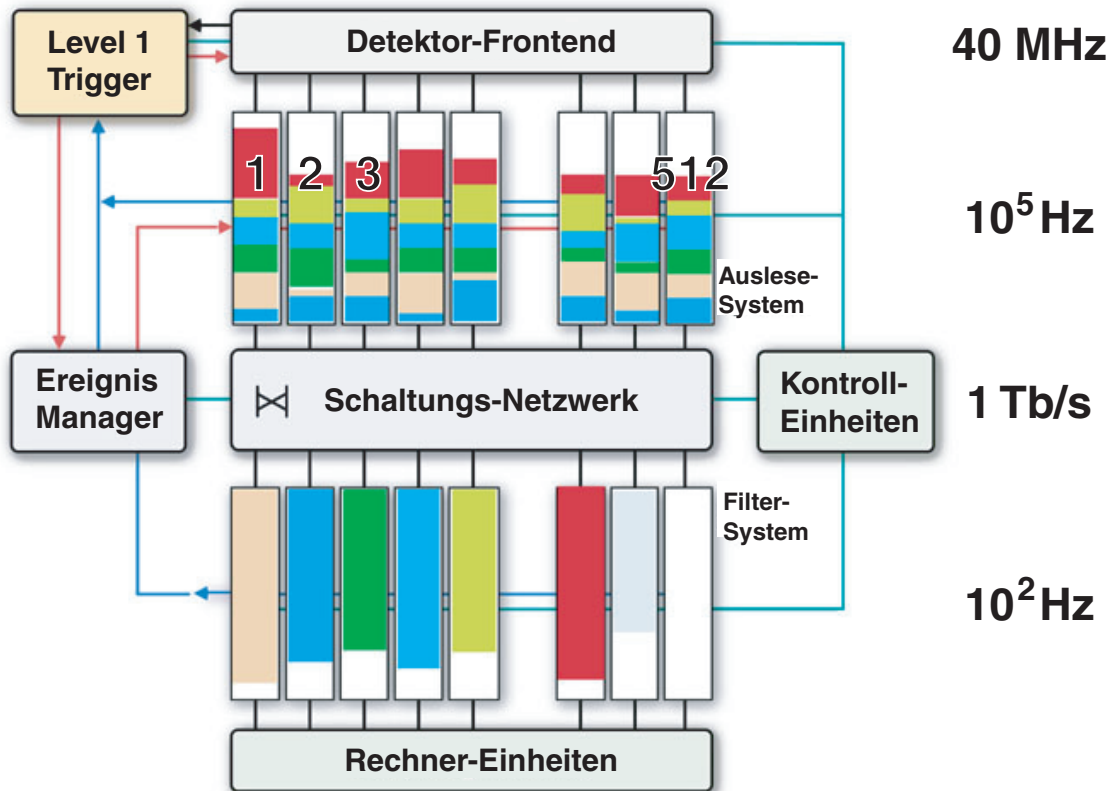 Level 1
Trigger
Detektor-Frontend
40 MHz
1
2
3
512
10⁵ Hz
Auslese-
System
Ereignis
Manager
Schaltungs-Netzwerk
Kontroll-
Einheiten
1 Tb/s
Filter-
System
10² Hz
Rechner-Einheiten